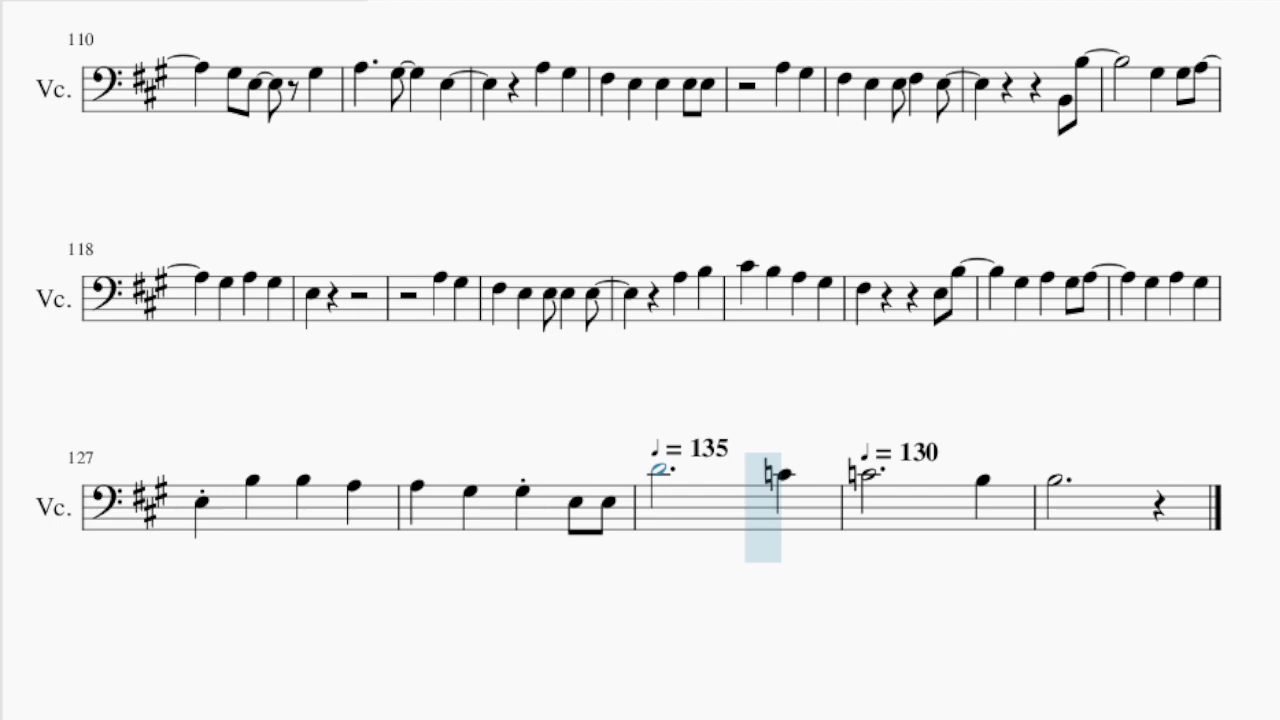 110
Vc.
118
Vc.
127
♩ = 135
♩ = 130
Vc.